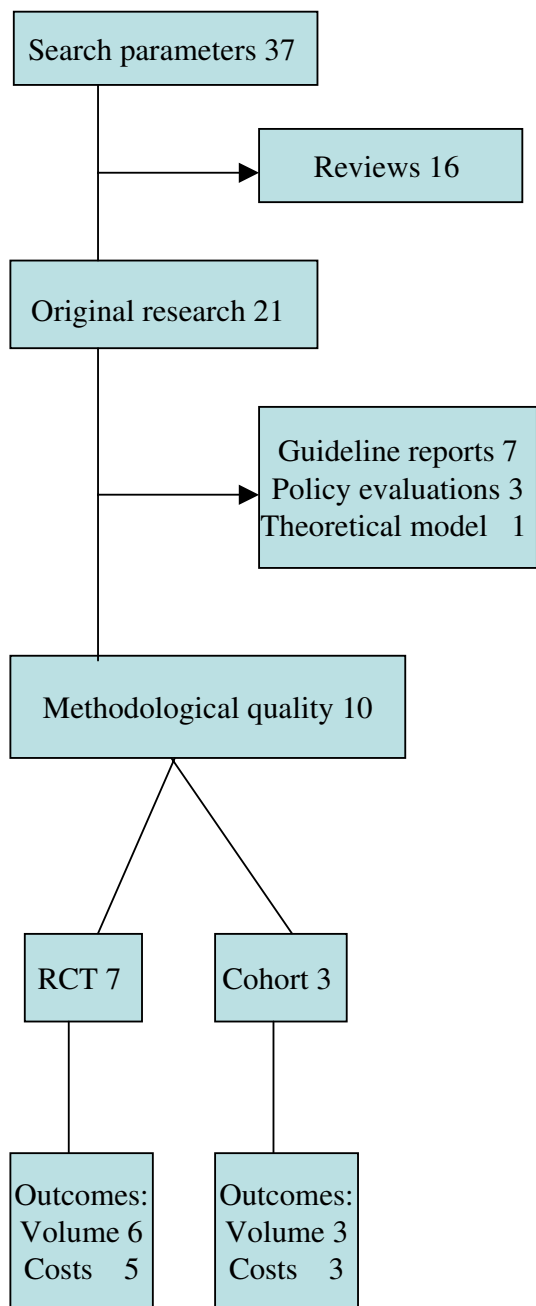 Search parameters 37
Reviews 16
Original research 21
Guideline reports 7
Policy evaluations 3
Theoretical model 1
Methodological quality 10
RCT 7
Cohort 3
Outcomes:
Volume 6
Costs 5
Outcomes:
Volume 3
Costs 3